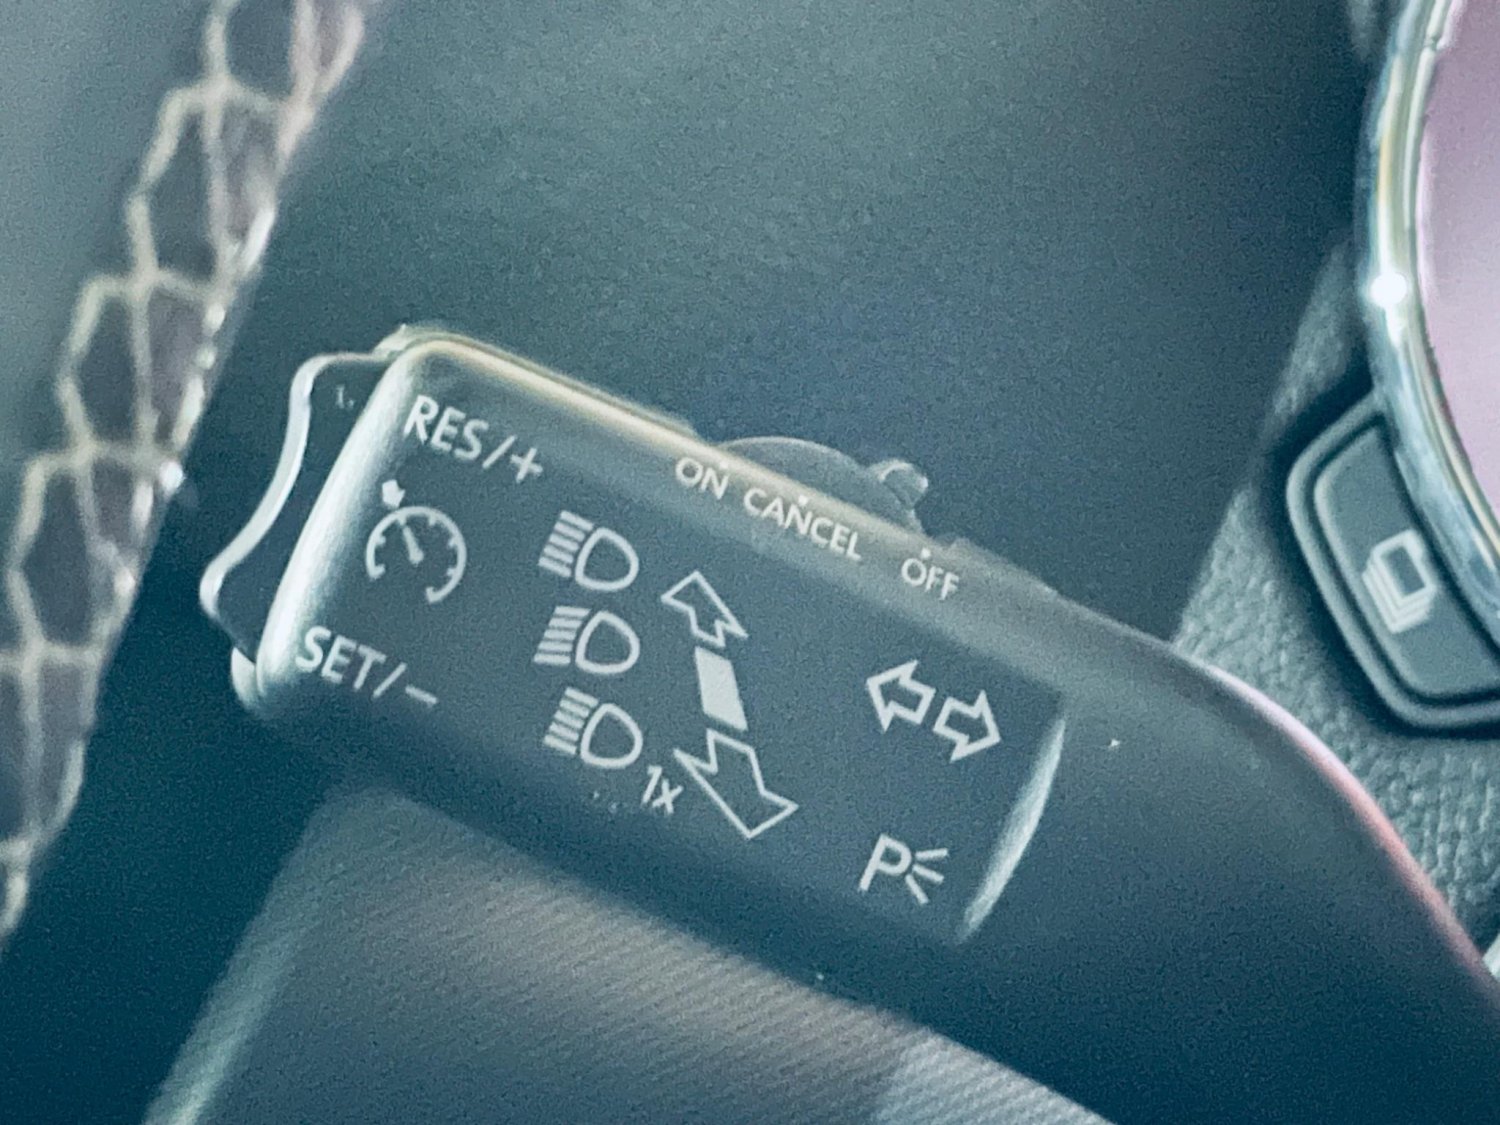 RES/+
ON CANCEL OFF
SET/-
1x
P